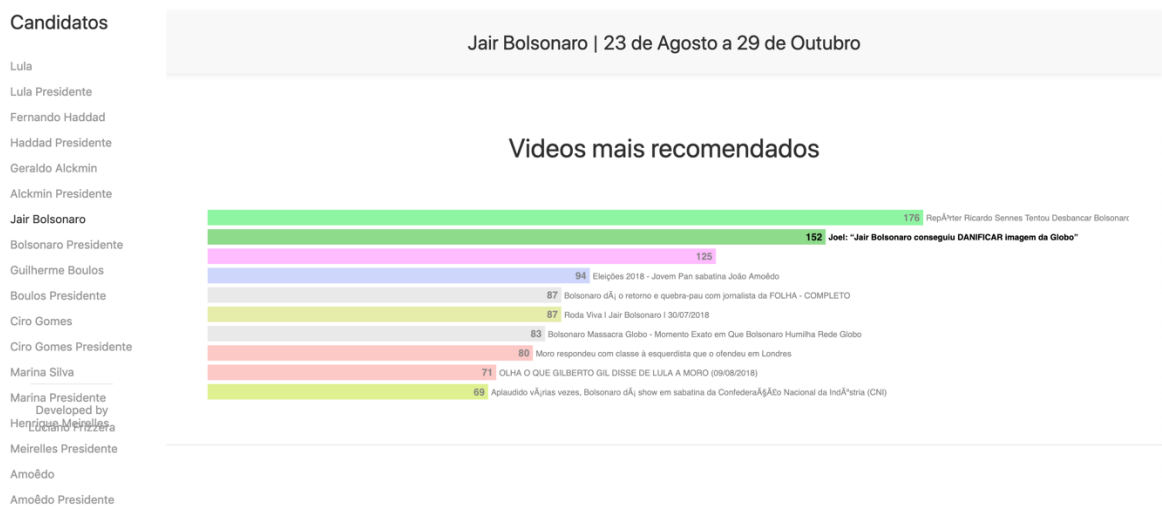 Candidatos
Lula
Lula Presidente
Fernando Haddad
Haddad Presidente
Geraldo Alckmin
Alckmin Presidente
Jair Bolsonaro
Bolsonaro Presidente
Guilherme Boulos
Boulos Presidente
Ciro Gomes
Ciro Gomes Presidente
Marina Silva
Marina Presidente
Developed by
Henrique Meirelles
Luciano Frizzera
Meirelles Presidente
Amoêdo
Amoêdo Presidente
Jair Bolsonaro | 23 de Agosto a 29 de Outubro
Videos mais recomendados
176 RepÃ³rter Ricardo Sennes Tentou Desbancar Bolsonaro
152 Joel: “Jair Bolsonaro conseguiu DANIFICAR imagem da Globo”
125
94 Eleições 2018 - Jovem Pan sabatina João Amoêdo
87 Bolsonaro dÃ¡ o retorno e quebra-pau com jornalista da FOLHA - COMPLETO
87 Roda Viva | Jair Bolsonaro | 30/07/2018
83 Bolsonaro Massacra Globo - Momento Exato em Que Bolsonaro Humilha Rede Globo
80 Moro respondeu com classe à esquerdista que o ofendeu em Londres
71 OLHA O QUE GILBERTO GIL DISSE DE LULA A MORO (09/08/2018)
69 Aplaudido vÃ¡rias vezes, Bolsonaro dÃ¡ show em sabatina da ConfederaÃ§Ã£o Nacional da IndÃºstria (CNI)